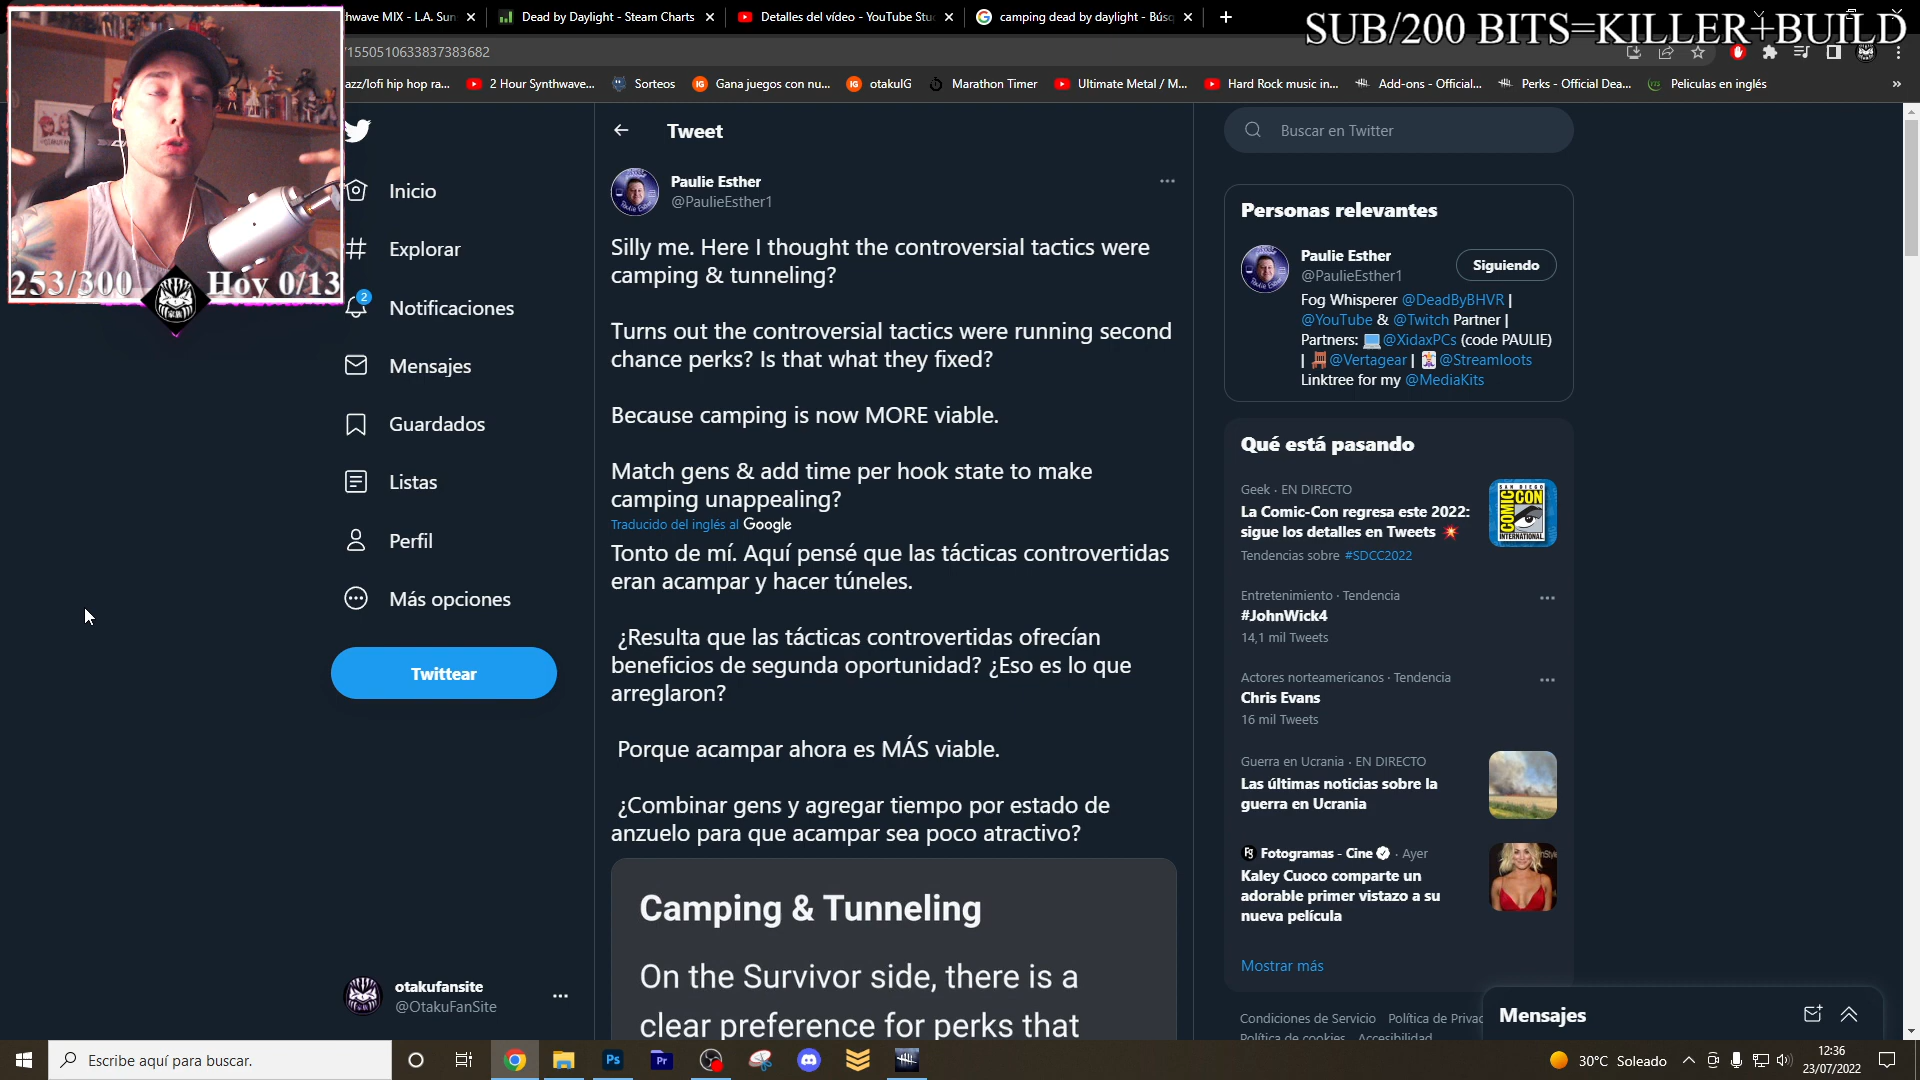 hwave MIX - L.A. Sun
Dead by Daylight - Steam Charts
Detalles del vídeo - YouTube Stu
camping dead by daylight - Búsq
SUB/200 BITS=KILLER+BUILD
/1550510633837383682
azz/lofi hip hop ra...
2 Hour Synthwave...
Sorteos
Gana juegos con nu...
otakuIG
Marathon Timer
Ultimate Metal / M...
Hard Rock music in...
Add-ons - Official...
Perks - Official Dea...
Peliculas en inglés
253/300
Hoy 0/13
Inicio
Explorar
2
Notificaciones
Mensajes
Guardados
Listas
Perfil
Más opciones
Twittear
otakufansite
@OtakuFanSite
Tweet
Paulie Esther
@PaulieEsther1
Silly me. Here I thought the controversial tactics were
camping & tunneling?
Turns out the controversial tactics were running second
chance perks? Is that what they fixed?
Because camping is now MORE viable.
Match gens & add time per hook state to make
camping unappealing?
Traducido del inglés al Google
Tonto de mí. Aquí pensé que las tácticas controvertidas
eran acampar y hacer túneles.
¿Resulta que las tácticas controvertidas ofrecían
beneficios de segunda oportunidad? ¿Eso es lo que
arreglaron?
Porque acampar ahora es MÁS viable.
¿Combinar gens y agregar tiempo por estado de
anzuelo para que acampar sea poco atractivo?
Camping & Tunneling
On the Survivor side, there is a
clear preference for perks that
Buscar en Twitter
Personas relevantes
Paulie Esther
@PaulieEsther1
Siguiendo
Fog Whisperer @DeadByBHVR |
@YouTube & @Twitch Partner |
Partners: @XidaxPCs (code PAULIE)
| @Vertagear | @Streamloots
Linktree for my @MediaKits
Qué está pasando
Geek · EN DIRECTO
La Comic-Con regresa este 2022:
sigue los detalles en Tweets
Tendencias sobre #SDCC2022
SAN DIEGO
COMIC CON
INTERNATIONAL
Entretenimiento · Tendencia
#JohnWick4
14,1 mil Tweets
Actores norteamericanos · Tendencia
Chris Evans
16 mil Tweets
Guerra en Ucrania · EN DIRECTO
Las últimas noticias sobre la
guerra en Ucrania
Fotogramas - Cine · Ayer
Kaley Cuoco comparte un
adorable primer vistazo a su
nueva película
Mostrar más
Condiciones de Servicio Política de Privac
Política de cookies Accesibilidad
Mensajes
Escribe aquí para buscar.
Ps
Pr
30°C Soleado
12:36
23/07/2022